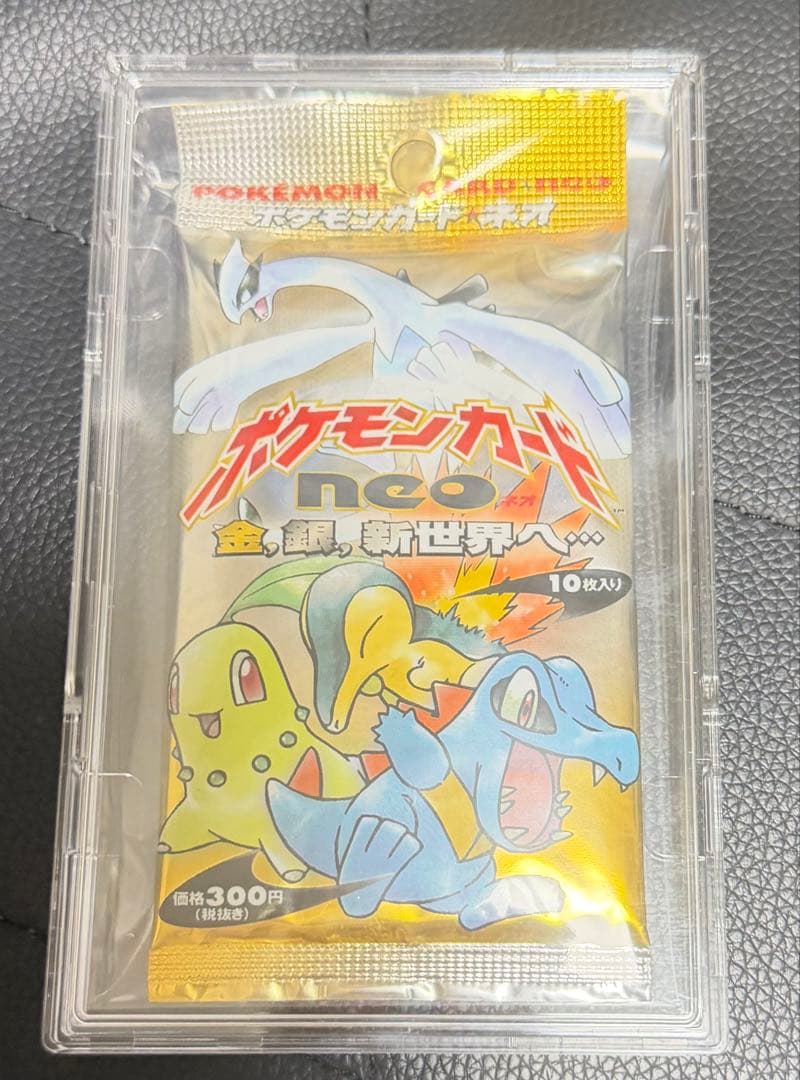 POKÉMON CARD neo
ポケモンカード★ネオ
ポケモンカード
neo ネオ
™
金,銀,新世界へ…
10枚入り
価格300円
(税抜き)